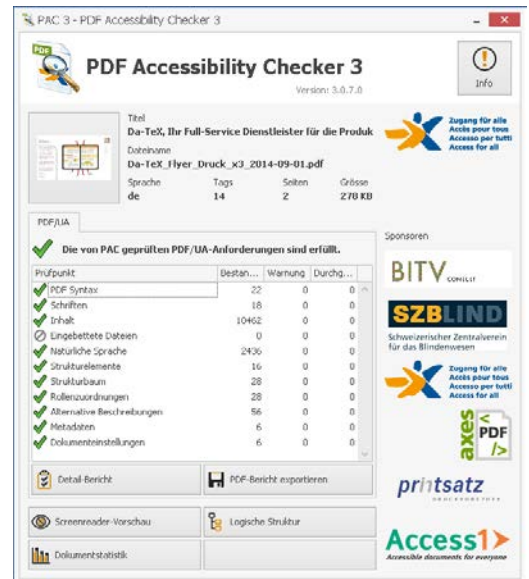 PAC 3 - PDF Accessibility Checker 3
PDF
PDF Accessibility Checker 3
Version: 3.0.7.0
Info
Titel
Da-TeX, Ihr Full-Service Dienstleister für die Produk
Dateiname
Da-TeX_Flyer_Druck_x3_2014-09-01.pdf
Sprache Tags Seiten Grösse
de 14 2 278 KB
Zugang für alle
Accès pour tous
Accesso per tutti
Access for all
PDF/UA
Die von PAC geprüften PDF/UA-Anforderungen sind erfüllt.
Prüfpunkt Bestan... Warnung Durchg...
PDF Syntax 22 0 0
Schriften 18 0 0
Inhalt 10462 0 0
Eingebettete Dateien 0 0 0
Natürliche Sprache 2436 0 0
Strukturelemente 16 0 0
Strukturbaum 28 0 0
Rollenzuordnungen 28 0 0
Alternative Beschreibungen 56 0 0
Metadaten 6 0 0
Dokumenteinstellungen 6 0 0
Detail-Bericht
PDF-Bericht exportieren
Screenreader-Vorschau
Logische Struktur
Dokumentstatistik
Sponsoren
BITV CONSULT
SZBLIND
Schweizerischer Zentralverein
für das Blindenwesen
Zugang für alle
Accès pour tous
Accesso per tutti
Access for all
axes
< PDF
/>
printsatz
Access1
Accessible documents for everyone